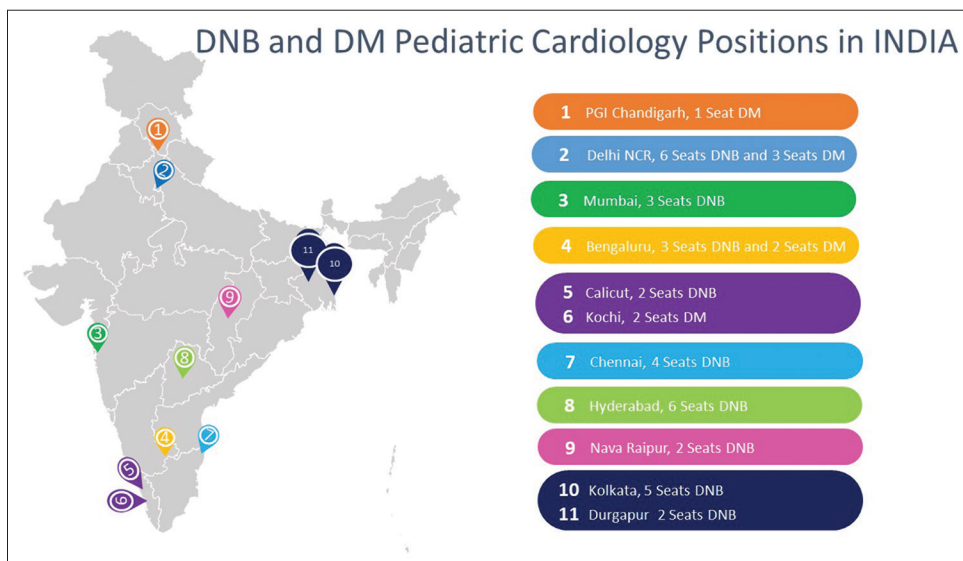 DNB and DM Pediatric Cardiology Positions in INDIA
1 PGI Chandigarh, 1 Seat DM
2 Delhi NCR, 6 Seats DNB and 3 Seats DM
3 Mumbai, 3 Seats DNB
4 Bengaluru, 3 Seats DNB and 2 Seats DM
5 Calicut, 2 Seats DNB
6 Kochi, 2 Seats DM
7 Chennai, 4 Seats DNB
8 Hyderabad, 6 Seats DNB
9 Nava Raipur, 2 Seats DNB
10 Kolkata, 5 Seats DNB
11 Durgapur 2 Seats DNB
1
2
11
10
9
3
8
4
7
5
6